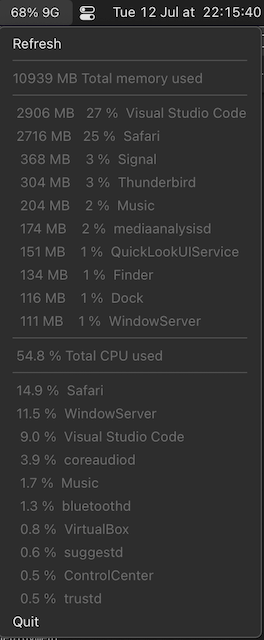 68% 9G Tue 12 Jul at 22:15:40
Refresh
10939 MB Total memory used
2906 MB 27 % Visual Studio Code
2716 MB 25 % Safari
368 MB 3 % Signal
304 MB 3 % Thunderbird
204 MB 2 % Music
174 MB 2 % mediaanalysisd
151 MB 1 % QuickLookUIService
134 MB 1 % Finder
116 MB 1 % Dock
111 MB 1 % WindowServer
54.8 % Total CPU used
14.9 % Safari
11.5 % WindowServer
9.0 % Visual Studio Code
3.9 % coreaudiod
1.7 % Music
1.3 % bluetoothd
0.8 % VirtualBox
0.6 % suggestd
0.5 % ControlCenter
0.5 % trustd
Quit